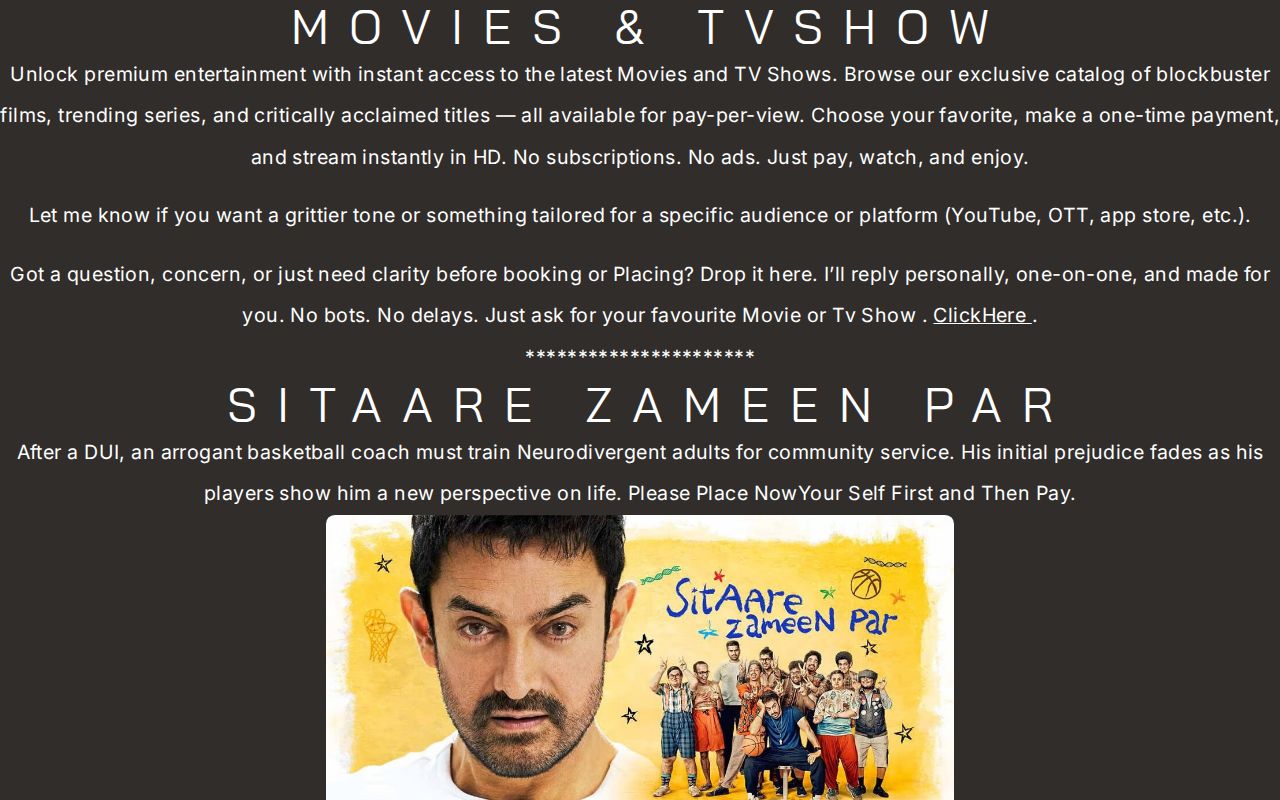 MOVIES & TVSHOW
Unlock premium entertainment with instant access to the latest Movies and TV Shows. Browse our exclusive catalog of blockbuster
films, trending series, and critically acclaimed titles — all available for pay-per-view. Choose your favorite, make a one-time payment,
and stream instantly in HD. No subscriptions. No ads. Just pay, watch, and enjoy.
Let me know if you want a grittier tone or something tailored for a specific audience or platform (YouTube, OTT, app store, etc.).
Got a question, concern, or just need clarity before booking or Placing? Drop it here. I’ll reply personally, one-on-one, and made for
you. No bots. No delays. Just ask for your favourite Movie or Tv Show . ClickHere .
**********************
SITAARE ZAMEEN PAR
After a DUI, an arrogant basketball coach must train Neurodivergent adults for community service. His initial prejudice fades as his
players show him a new perspective on life. Please Place NowYour Self First and Then Pay.
SitAAre
zameeN Par